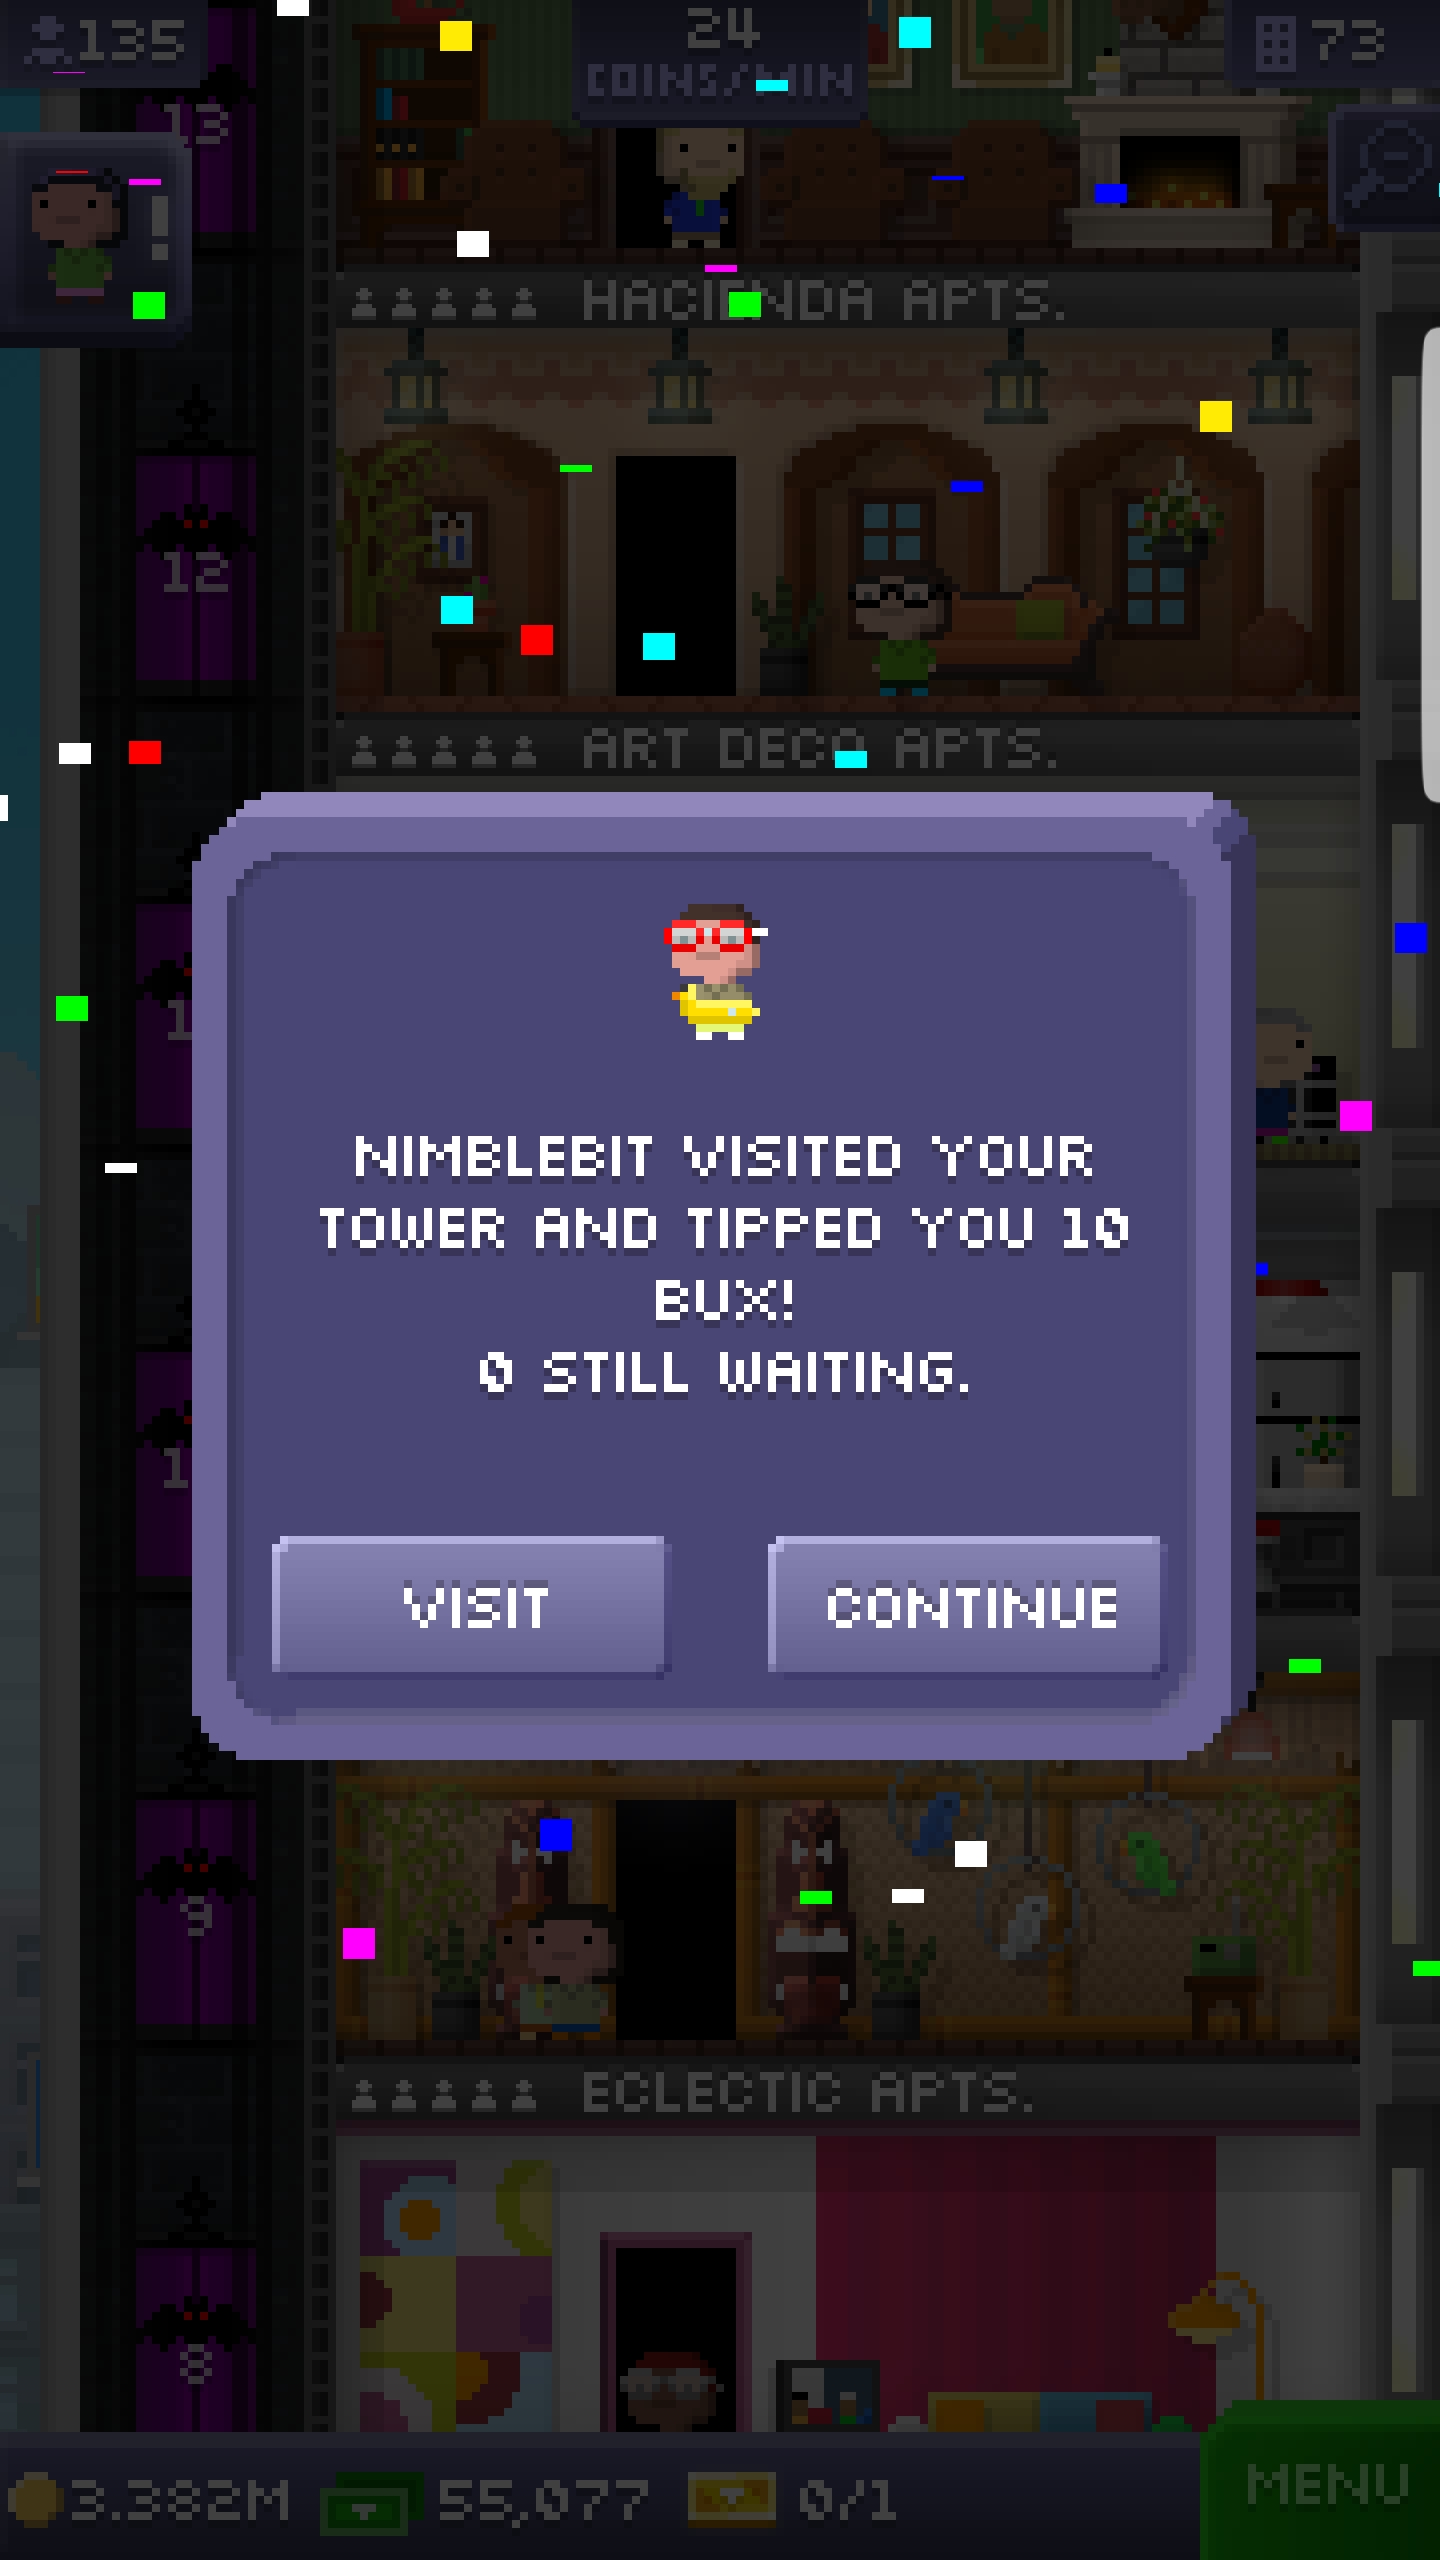 135
24
COINS/MIN
73
13
HACIENDA APTS.
12
ART DECO APTS.
NIMBLEBIT VISITED YOUR
TOWER AND TIPPED YOU 10
BUX!
0 STILL WAITING.
VISIT
CONTINUE
9
ECLECTIC APTS.
8
3.382M
55,077
0/1
MENU